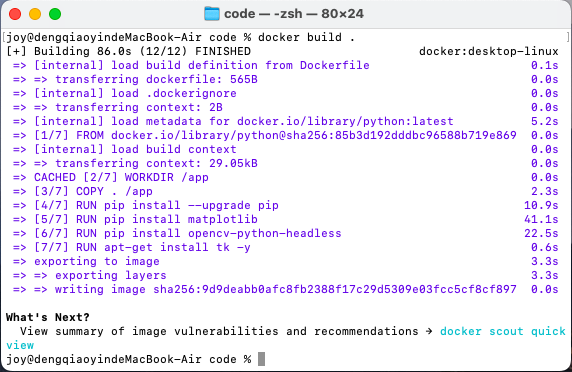 code — -zsh — 80×24
joy@dengqiaoyindeMacBook-Air code % docker build .
[+] Building 86.0s (12/12) FINISHED docker:desktop-linux
=> [internal] load build definition from Dockerfile 0.1s
=> => transferring dockerfile: 565B 0.0s
=> [internal] load .dockerignore 0.0s
=> => transferring context: 2B 0.0s
=> [internal] load metadata for docker.io/library/python:latest 5.2s
=> [1/7] FROM docker.io/library/python@sha256:85b3d192dddbc96588b719e869 0.0s
=> [internal] load build context 0.0s
=> => transferring context: 29.05kB 0.0s
=> CACHED [2/7] WORKDIR /app 0.0s
=> [3/7] COPY . /app 2.3s
=> [4/7] RUN pip install --upgrade pip 10.9s
=> [5/7] RUN pip install matplotlib 41.1s
=> [6/7] RUN pip install opencv-python-headless 22.5s
=> [7/7] RUN apt-get install tk -y 0.6s
=> exporting to image 3.3s
=> => exporting layers 3.3s
=> => writing image sha256:9d9deabb0afc8fb2388f17c29d5309e03fcc5cf8cf897 0.0s
What's Next?
View summary of image vulnerabilities and recommendations → docker scout quick
view
joy@dengqiaoyindeMacBook-Air code %